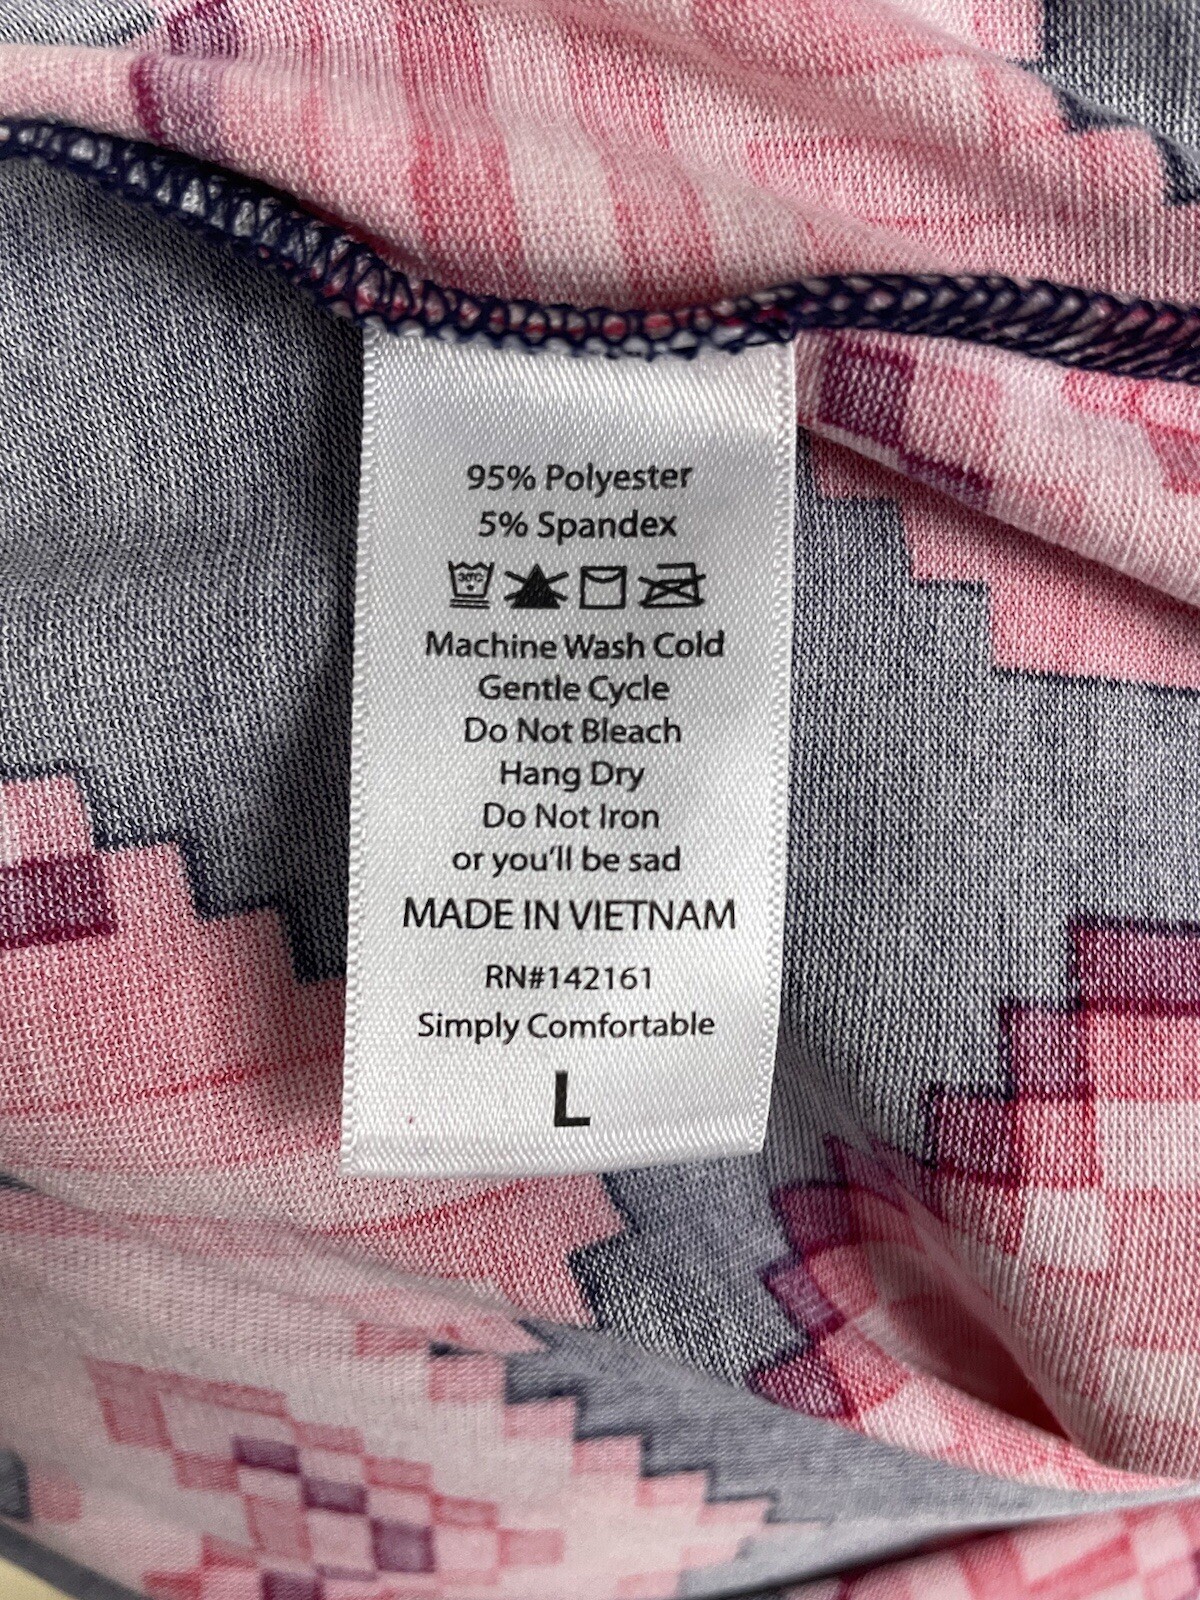 95% Polyester
5% Spandex
30°C
Machine Wash Cold
Gentle Cycle
Do Not Bleach
Hang Dry
Do Not Iron
or you'll be sad
MADE IN VIETNAM
RN#142161
Simply Comfortable
L